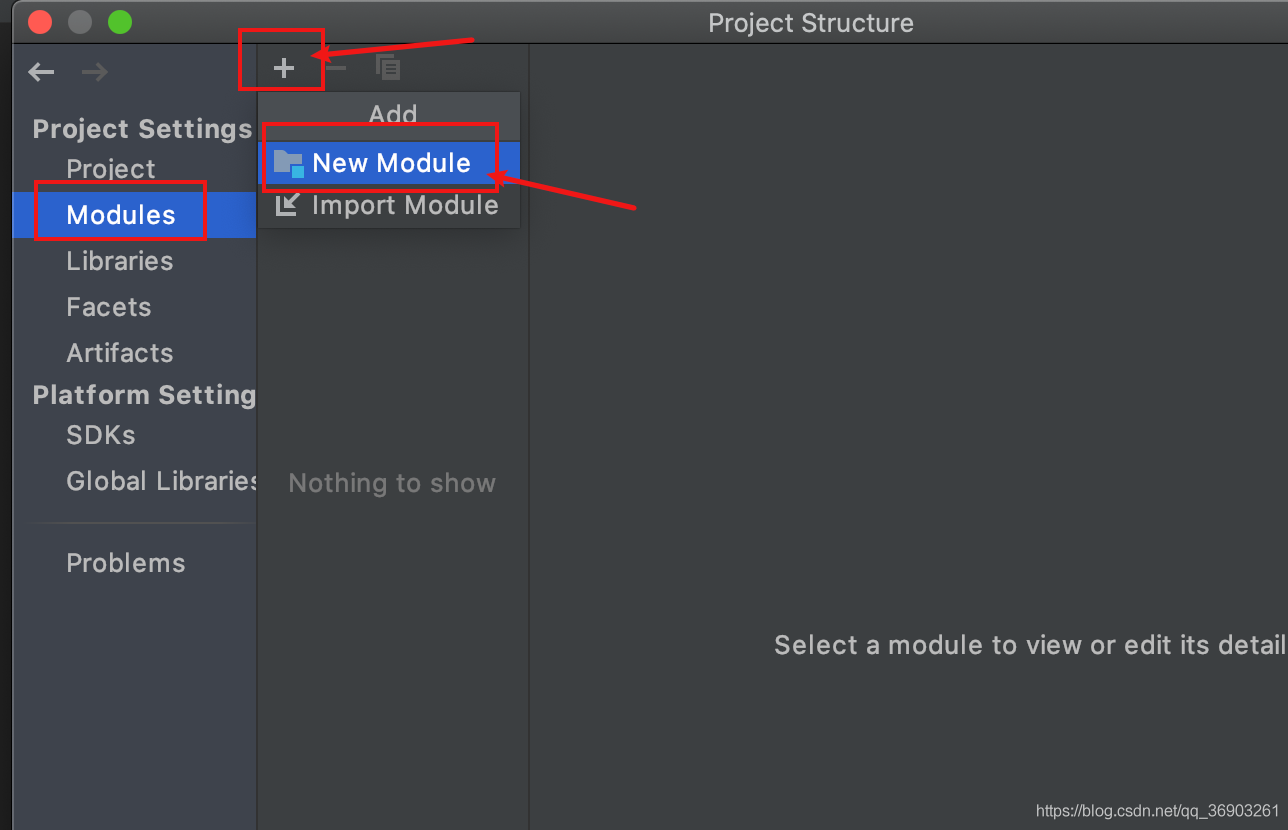 Project Structure
Add
New Module
Import Module
Project Settings
Project
Modules
Libraries
Facets
Artifacts
Platform Setting
SDKs
Global Libraries
Problems
Nothing to show
Select a module to view or edit its detail
https://blog.csdn.net/qq_36903261